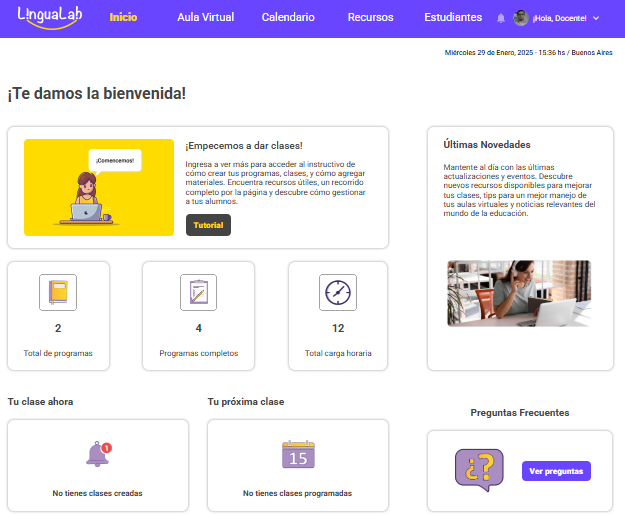 L!nguaLab
Inicio
Aula Virtual
Calendario
Recursos
Estudiantes
¡Hola, Docente!
Miércoles 29 de Enero, 2025 - 15:36 hs / Buenos Aires
¡Te damos la bienvenida!
¡Comencemos!
¡Empecemos a dar clases!
Ingresa a ver más para acceder al instructivo de
cómo crear tus programas, clases, y cómo agregar
materiales. Encuentra recursos útiles, un recorrido
completo por la página y descubre cómo gestionar
a tus alumnos.
Tutorial
Últimas Novedades
Mantente al día con las últimas
actualizaciones y eventos. Descubre
nuevos recursos disponibles para mejorar
tus clases, tips para un mejor manejo de
tus aulas virtuales y noticias relevantes del
mundo de la educación.
2
Total de programas
4
Programas completos
12
Total carga horaria
Tu clase ahora
1
No tienes clases creadas
Tu próxima clase
15
No tienes clases programadas
Preguntas Frecuentes
¿?
Ver preguntas